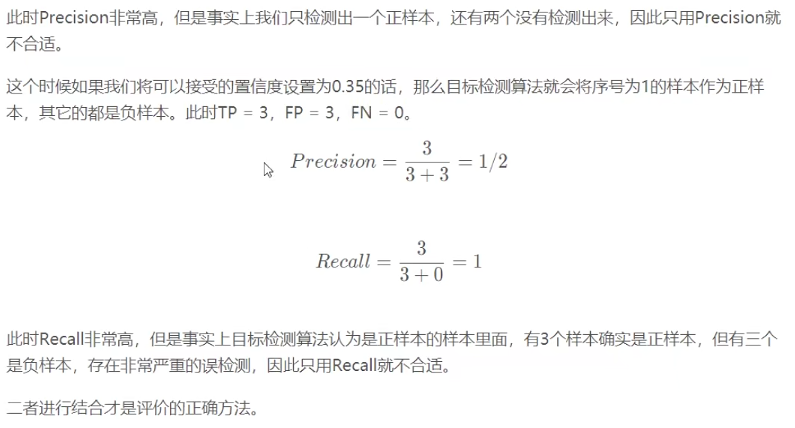 此时Precision非常高，但是事实上我们只检测出一个正样本，还有两个没有检测出来，因此只用Precision就
不合适。
这个时候如果我们将可以接受的置信度设置为0.35的话，那么目标检测算法就会将序号为1的样本作为正样
本，其它的都是负样本。此时TP = 3，FP = 3，FN = 0。
Precision = 3/(3 + 3) = 1/2
Recall = 3/(3 + 0) = 1
此时Recall非常高，但是事实上目标检测算法认为是正样本的样本里面，有3个样本确实是正样本，但有三个
是负样本，存在非常严重的误检测，因此只用Recall就不合适。
二者进行结合才是评价的正确方法。